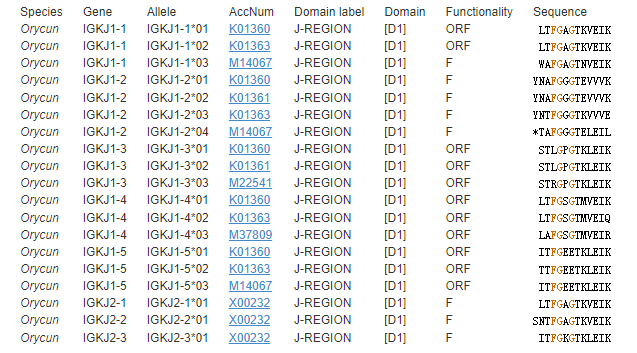 Species Gene Allele AccNum Domain label Domain Functionality Sequence
Orycun IGKJ1-1 IGKJ1-1*01 K01360 J-REGION [D1] ORF LTFGAGTKVEIK
Orycun IGKJ1-1 IGKJ1-1*02 K01363 J-REGION [D1] ORF LTFGAGTKVEIK
Orycun IGKJ1-1 IGKJ1-1*03 M14067 J-REGION [D1] F WAFGAGTNVEIK
Orycun IGKJ1-2 IGKJ1-2*01 K01360 J-REGION [D1] F YNAFGGGTEVVVK
Orycun IGKJ1-2 IGKJ1-2*02 K01361 J-REGION [D1] F YNAFGGGTEVVVK
Orycun IGKJ1-2 IGKJ1-2*03 K01363 J-REGION [D1] F YNTFGGGTKVVVE
Orycun IGKJ1-2 IGKJ1-2*04 M14067 J-REGION [D1] F *TAFGGGTELEIL
Orycun IGKJ1-3 IGKJ1-3*01 K01360 J-REGION [D1] ORF STLGPGTKLEIK
Orycun IGKJ1-3 IGKJ1-3*02 K01361 J-REGION [D1] ORF STLGPGTKLEIK
Orycun IGKJ1-3 IGKJ1-3*03 M22541 J-REGION [D1] ORF STRGPGTKLEIK
Orycun IGKJ1-4 IGKJ1-4*01 K01360 J-REGION [D1] ORF LTFGSGTMVEIK
Orycun IGKJ1-4 IGKJ1-4*02 K01363 J-REGION [D1] ORF LTFGSGTMVEIQ
Orycun IGKJ1-4 IGKJ1-4*03 M37809 J-REGION [D1] ORF LAFGSGTMVEIR
Orycun IGKJ1-5 IGKJ1-5*01 K01360 J-REGION [D1] ORF ITFGEETKLEIK
Orycun IGKJ1-5 IGKJ1-5*02 K01363 J-REGION [D1] ORF TTFGEETKLEIK
Orycun IGKJ1-5 IGKJ1-5*03 M14067 J-REGION [D1] ORF ITFGEETKLEIK
Orycun IGKJ2-1 IGKJ2-1*01 X00232 J-REGION [D1] F LTFGAGTKVEIK
Orycun IGKJ2-2 IGKJ2-2*01 X00232 J-REGION [D1] F SNTFGAGTKVEIK
Orycun IGKJ2-3 IGKJ2-3*01 X00232 J-REGION [D1] F ITFGKGTKLEIK